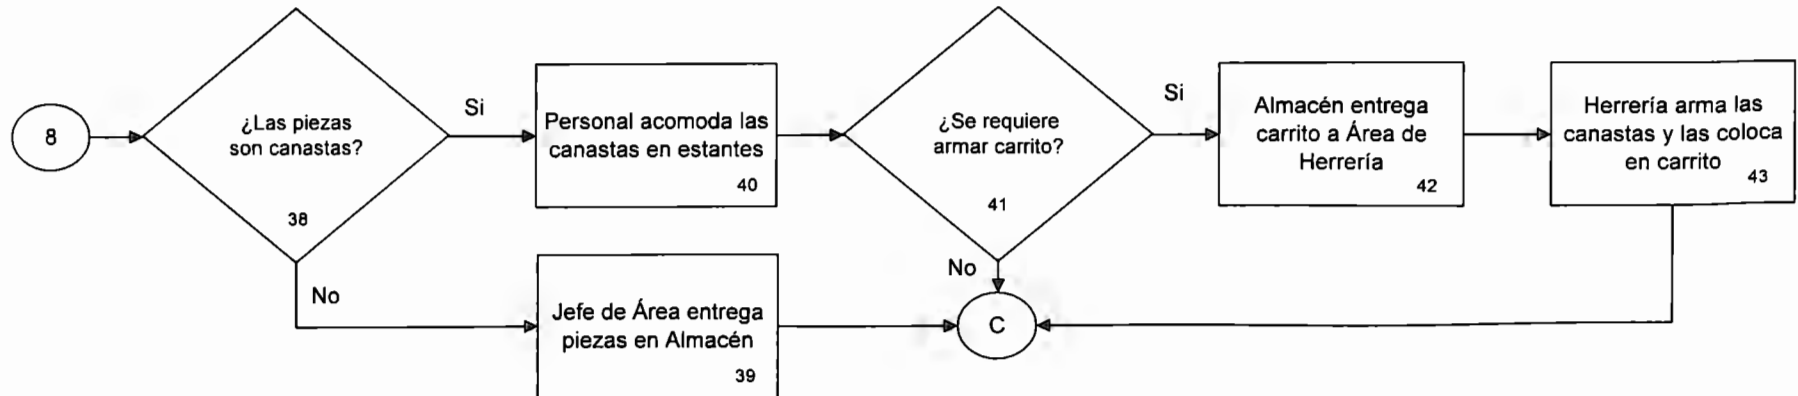 8
¿Las piezas
son canastas?
38
Si
Personal acomoda las
canastas en estantes
40
¿Se requiere
armar carrito?
41
Si
Almacén entrega
carrito a Área de
Herrería
42
Herrería arma las
canastas y las coloca
en carrito
43
No
Jefe de Área entrega
piezas en Almacén
39
No
C